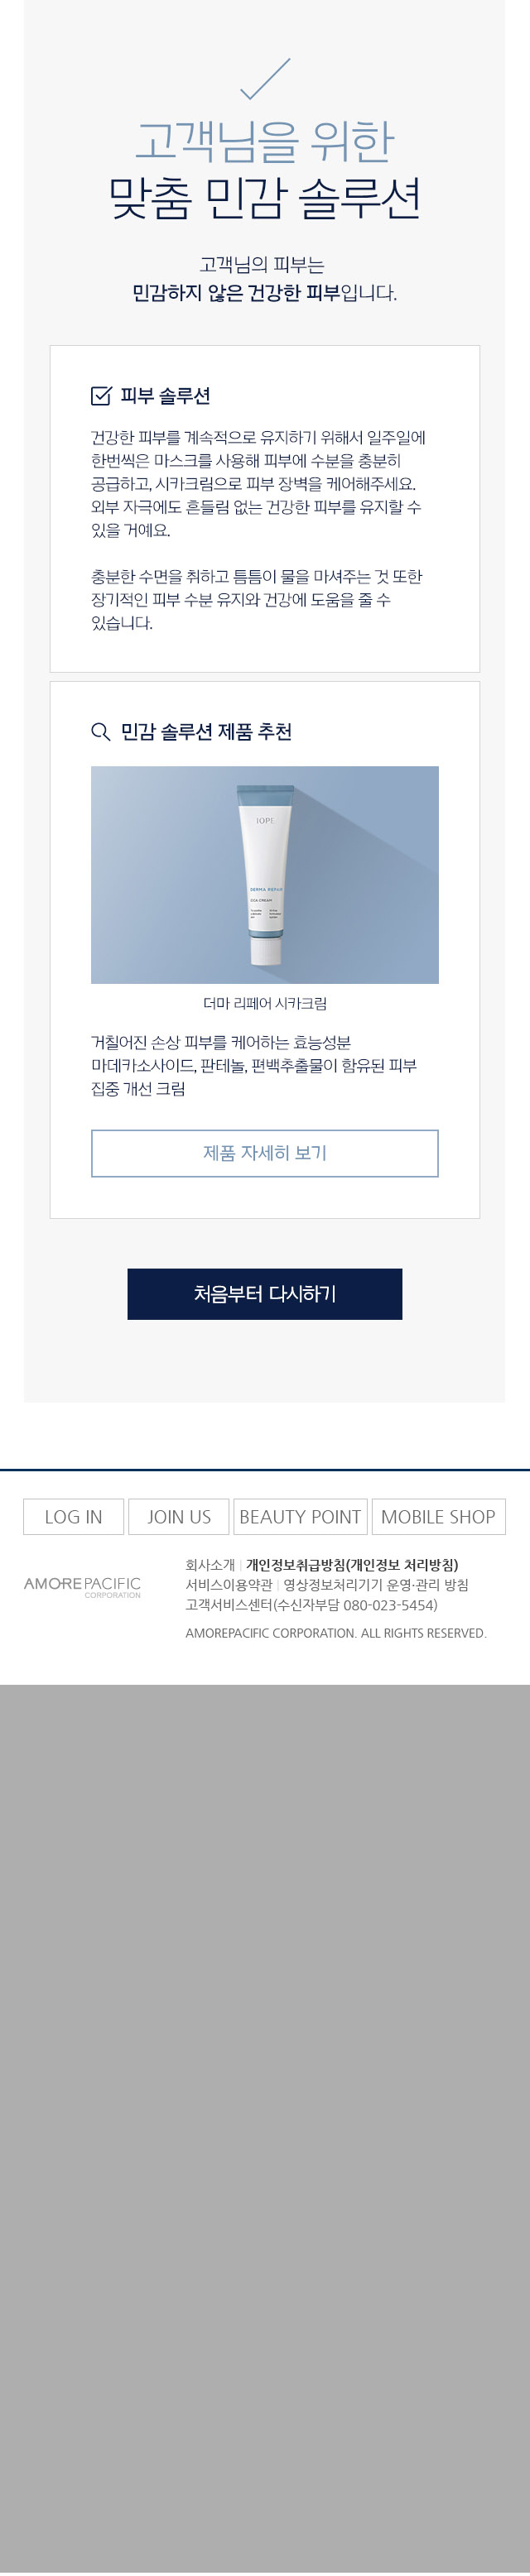 고객님을 위한
맞춤 민감 솔루션
고객님의 피부는
민감하지 않은 건강한 피부입니다.
피부 솔루션
건강한 피부를 계속적으로 유지하기 위해서 일주일에
한번씩은 마스크를 사용해 피부에 수분을 충분히
공급하고, 시카크림으로 피부 장벽을 케어해주세요.
외부 자극에도 흔들림 없는 건강한 피부를 유지할 수
있을 거예요.
충분한 수면을 취하고 틈틈이 물을 마셔주는 것 또한
장기적인 피부 수분 유지와 건강에 도움을 줄 수
있습니다.
민감 솔루션 제품 추천
IOPE
DERMA REPAIR
CICA CREAM
더마 리페어 시카크림
거칠어진 손상 피부를 케어하는 효능성분
마데카소사이드, 판테놀, 편백추출물이 함유된 피부
집중 개선 크림
제품 자세히 보기
처음부터 다시하기
LOG IN
JOIN US
BEAUTY POINT
MOBILE SHOP
AMOREPACIFIC
CORPORATION
회사소개 | 개인정보취급방침(개인정보 처리방침)
서비스이용약관 | 영상정보처리기기 운영·관리 방침
고객서비스센터(수신자부담 080-023-5454)
AMOREPACIFIC CORPORATION. ALL RIGHTS RESERVED.